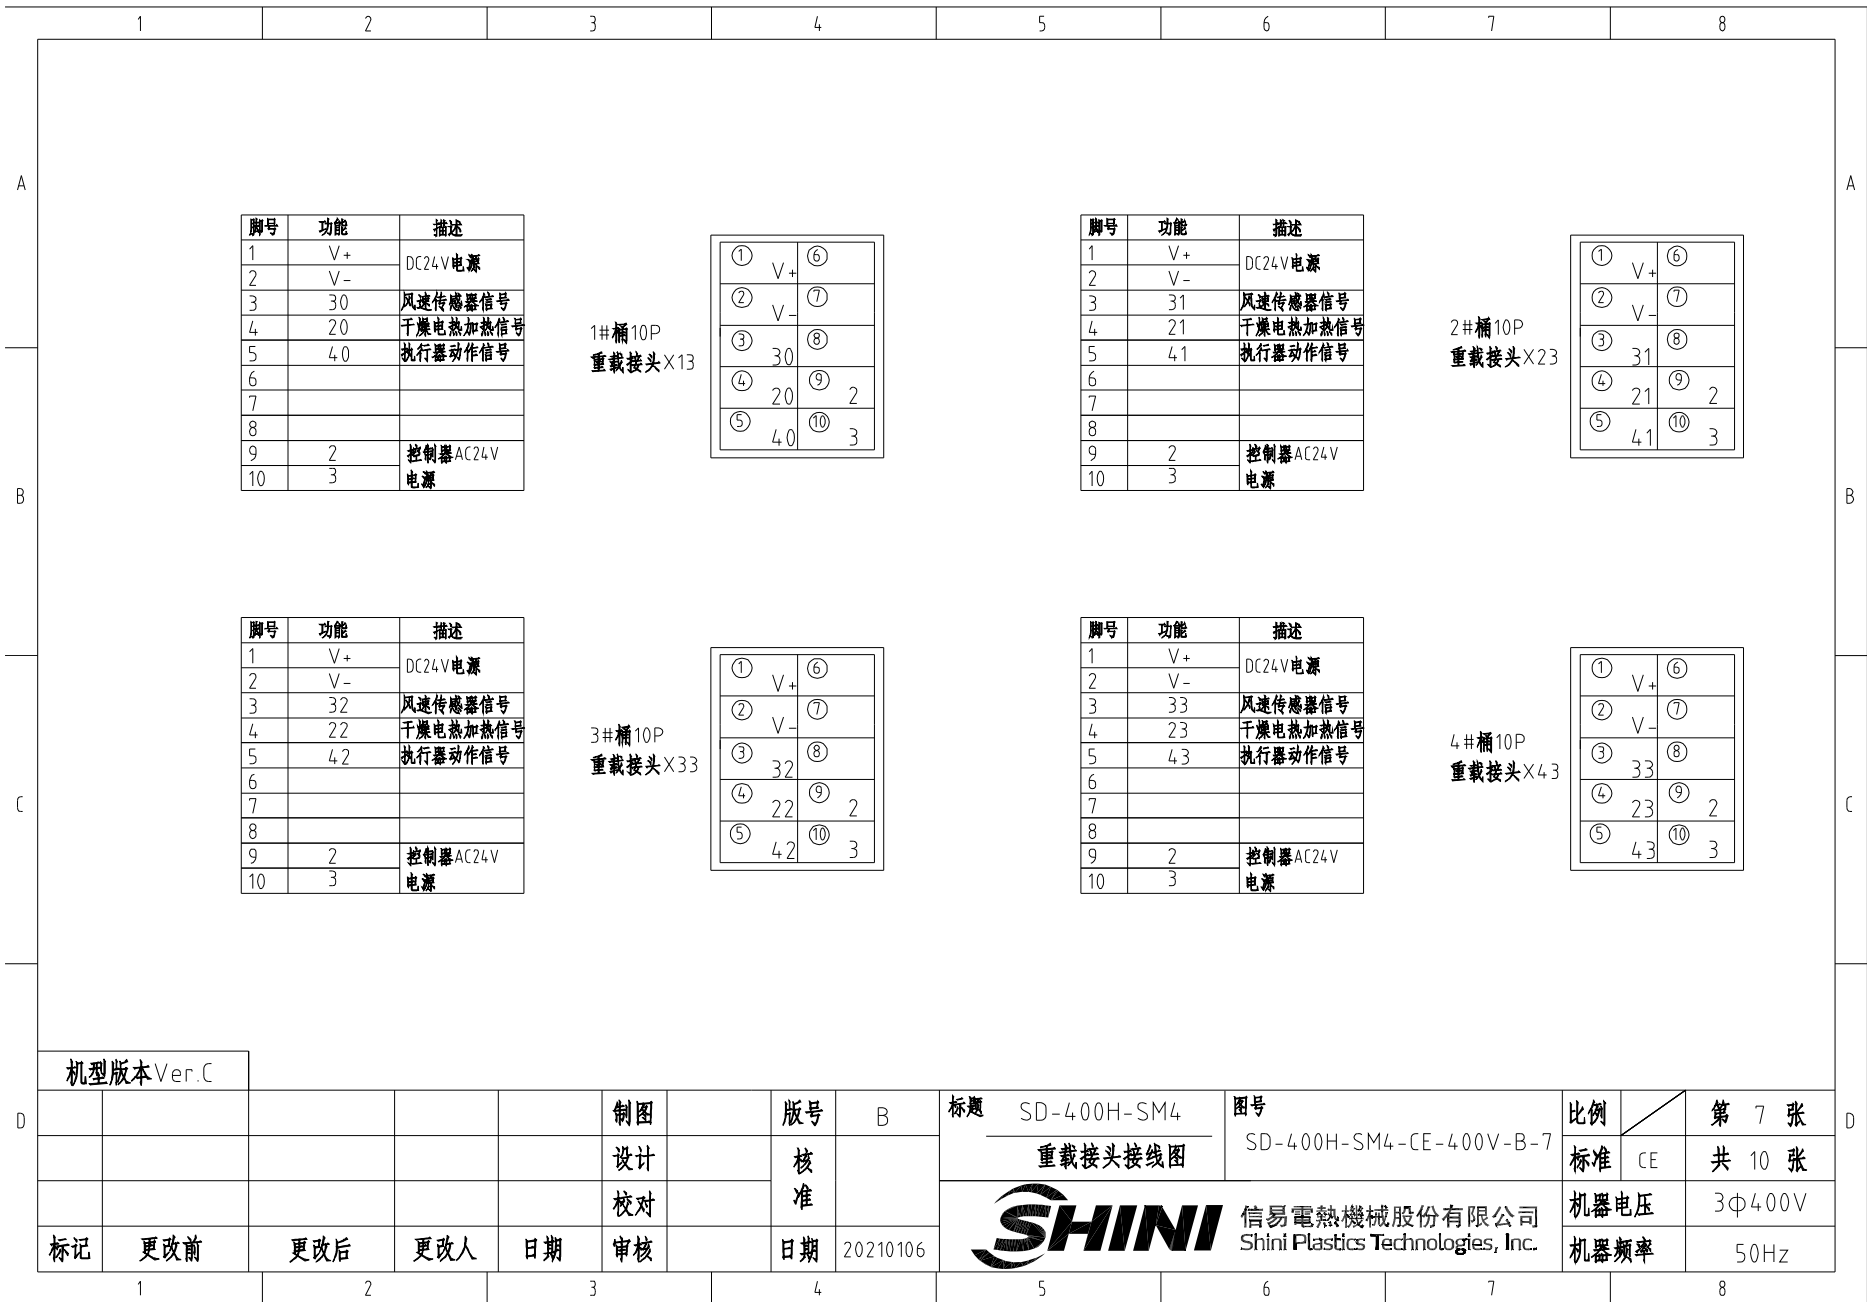 1 2 3 4 5 6 7 8
A A
脚号 功能 描述
1 V+ DC24V电源
2 V-
3 30 风速传感器信号
4 20 干燥电热加热信号
5 40 执行器动作信号
6
7
8
9 2 控制器AC24V
10 3 电源
1#桶10P
重载接头X13
① V+ ⑥
② V- ⑦
③ 30 ⑧
④ 20 ⑨ 2
⑤ 40 ⑩ 3
脚号 功能 描述
1 V+ DC24V电源
2 V-
3 31 风速传感器信号
4 21 干燥电热加热信号
5 41 执行器动作信号
6
7
8
9 2 控制器AC24V
10 3 电源
2#桶10P
重载接头X23
① V+ ⑥
② V- ⑦
③ 31 ⑧
④ 21 ⑨ 2
⑤ 41 ⑩ 3
B B
脚号 功能 描述
1 V+ DC24V电源
2 V-
3 32 风速传感器信号
4 22 干燥电热加热信号
5 42 执行器动作信号
6
7
8
9 2 控制器AC24V
10 3 电源
3#桶10P
重载接头X33
① V+ ⑥
② V- ⑦
③ 32 ⑧
④ 22 ⑨ 2
⑤ 42 ⑩ 3
脚号 功能 描述
1 V+ DC24V电源
2 V-
3 33 风速传感器信号
4 23 干燥电热加热信号
5 43 执行器动作信号
6
7
8
9 2 控制器AC24V
10 3 电源
4#桶10P
重载接头X43
① V+ ⑥
② V- ⑦
③ 33 ⑧
④ 23 ⑨ 2
⑤ 43 ⑩ 3
C C
机型版本Ver.C
D D
制图 版号 B
设计 核准
校对
标记 更改前 更改后 更改人 日期 审核 日期 20210106
标题 SD-400H-SM4
重载接头接线图
图号
SD-400H-SM4-CE-400V-B-7
比例 第 7 张
标准 CE 共 10 张
机器电压 3Φ400V
机器频率 50Hz
SHINI
信易電熱機械股份有限公司
Shini Plastics Technologies, Inc.
1 2 3 4 5 6 7 8